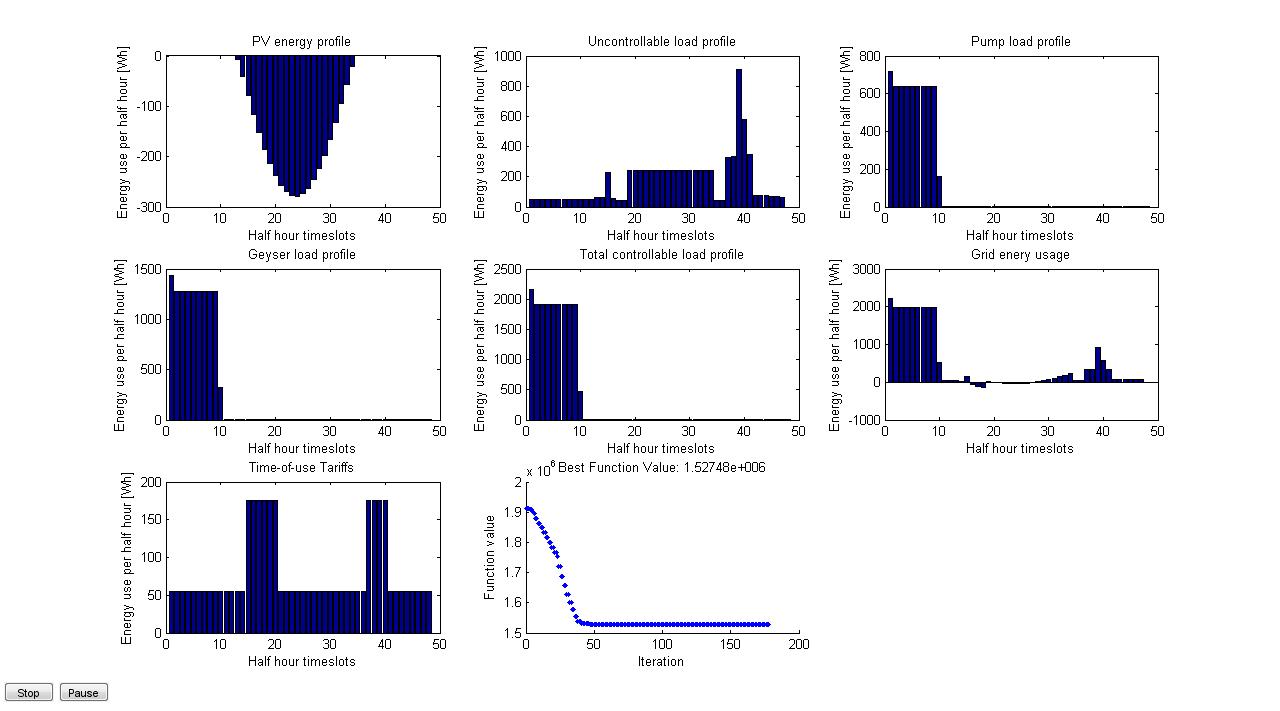 PV energy profile
Energy use per half hour [Wh]
0
-100
-200
-300
0 10 20 30 40 50
Half hour timeslots
Uncontrollable load profile
Energy use per half hour [Wh]
1000
800
600
400
200
0
0 10 20 30 40 50
Half hour timeslots
Pump load profile
Energy use per half hour [Wh]
800
600
400
200
0
0 10 20 30 40 50
Half hour timeslots
Geyser load profile
Energy use per half hour [Wh]
1500
1000
500
0
0 10 20 30 40 50
Half hour timeslots
Total controllable load profile
Energy use per half hour [Wh]
2500
2000
1500
1000
500
0
0 10 20 30 40 50
Half hour timeslots
Grid enery usage
Energy use per half hour [Wh]
3000
2000
1000
0
-1000
0 10 20 30 40 50
Half hour timeslots
Time-of-use Tariffs
Energy use per half hour [Wh]
200
150
100
50
0
0 10 20 30 40 50
Half hour timeslots
x 10^6 Best Function Value: 1.52748e+006
Function value
2
1.9
1.8
1.7
1.6
1.5
0 50 100 150 200
Iteration
Stop Pause